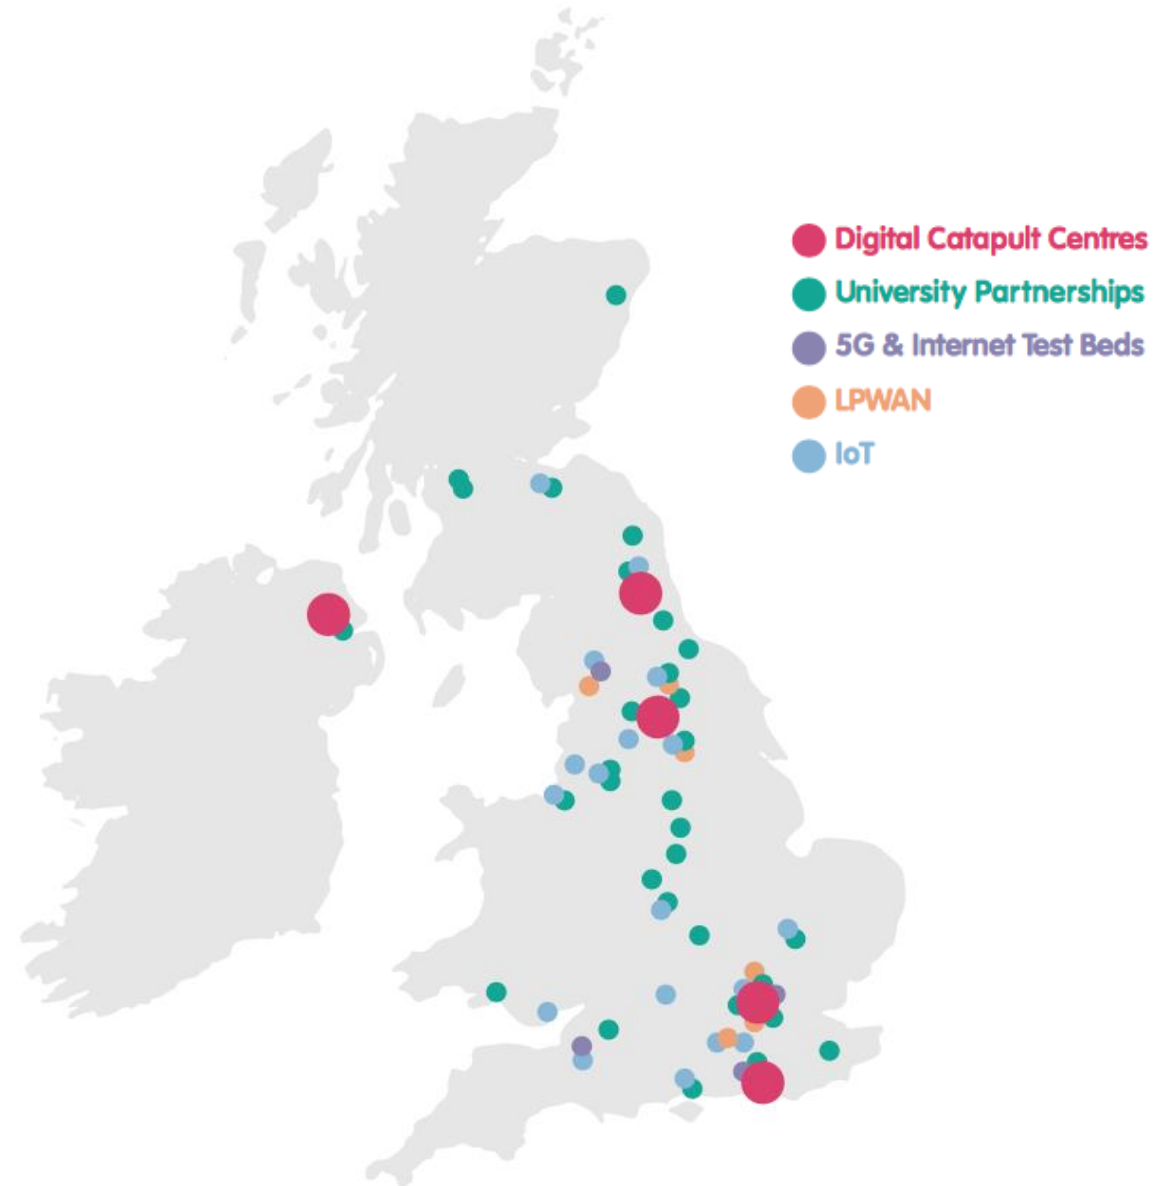 Digital Catapult Centres
University Partnerships
5G & Internet Test Beds
LPWAN
IoT